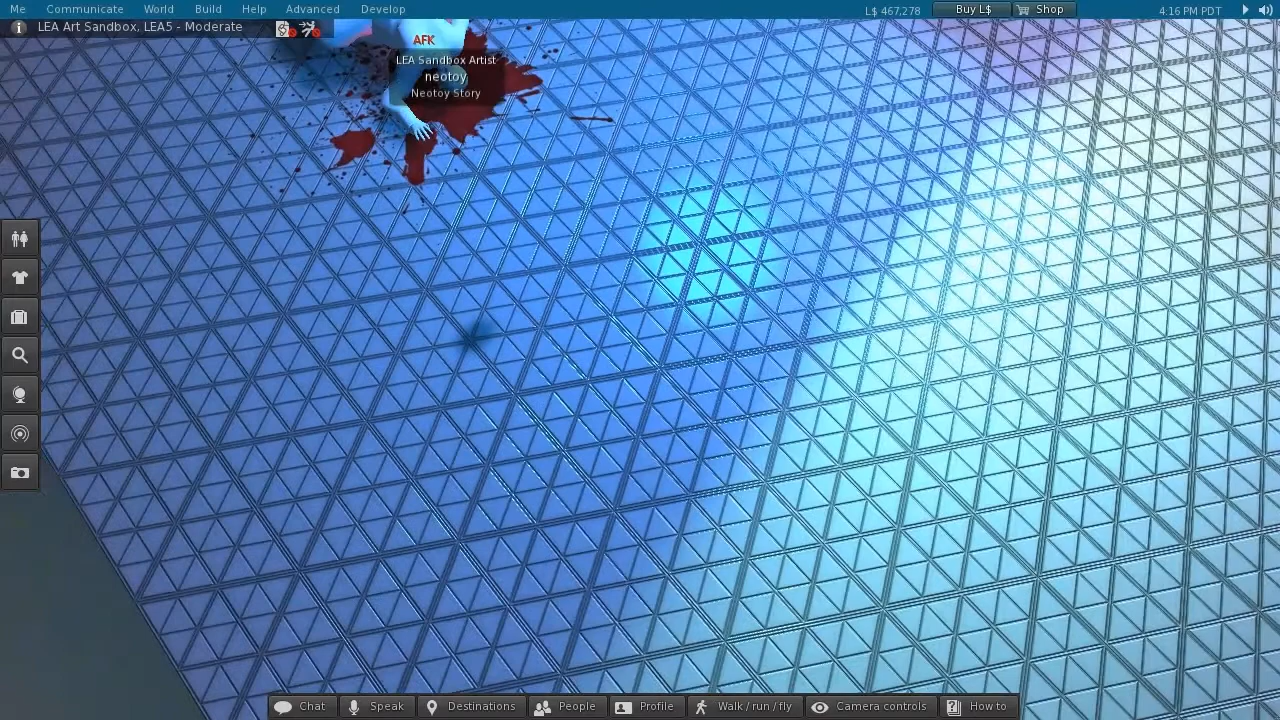 Me Communicate World Build Help Advanced Develop L$ 467,278 Buy L$ Shop 4:16 PM PDT
LEA Art Sandbox, LEA5 - Moderate
AFK
LEA Sandbox Artist
neotoy
Neotoy Story
Chat Speak Destinations People Profile Walk / run / fly Camera controls How to